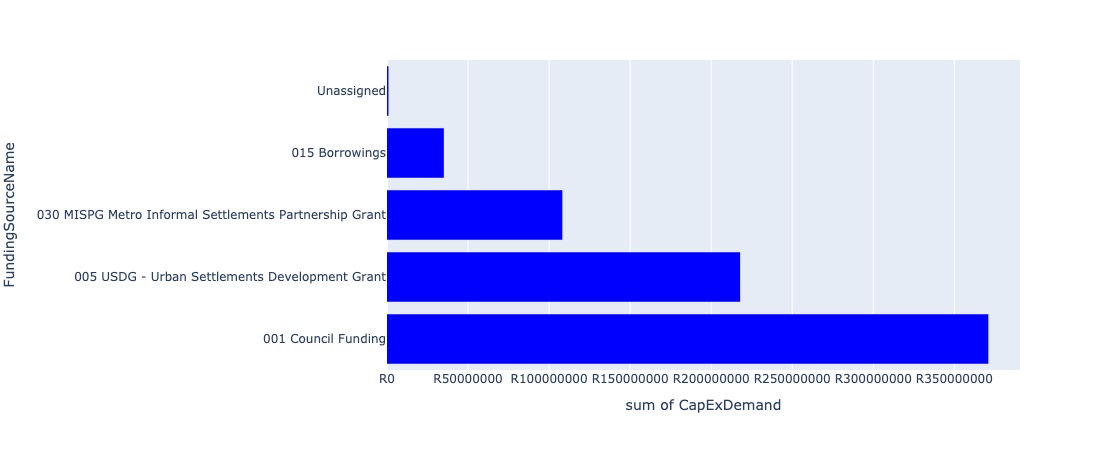 FundingSourceName
Unassigned
015 Borrowings
030 MISPG Metro Informal Settlements Partnership Grant
005 USDG - Urban Settlements Development Grant
001 Council Funding
R0 R50000000 R100000000 R150000000 R200000000 R250000000 R300000000 R350000000
sum of CapExDemand